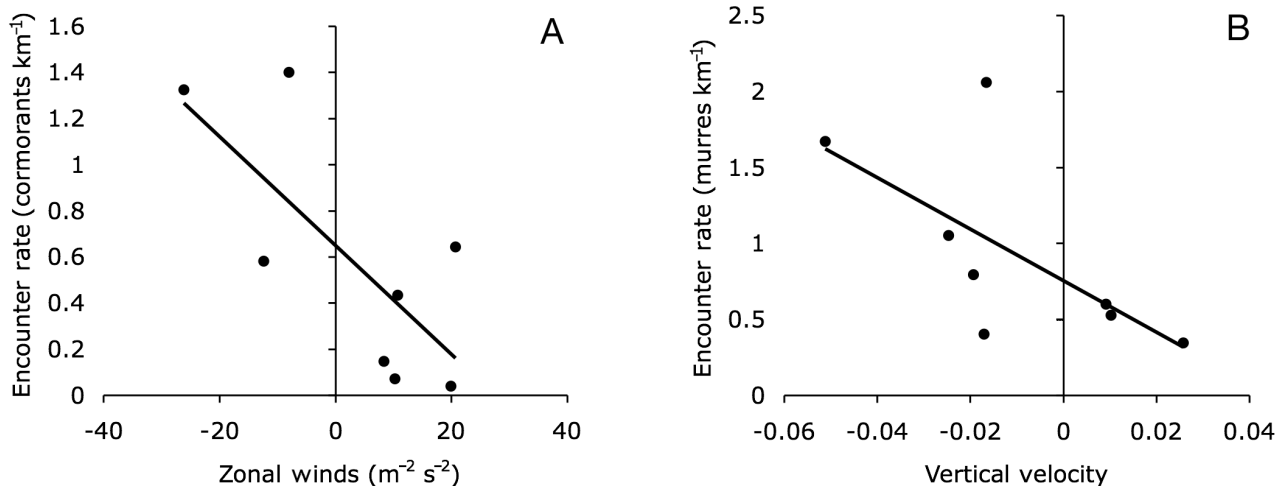 A
Encounter rate (cormorants km⁻¹)
1.6
1.4
1.2
1
0.8
0.6
0.4
0.2
0
-40 -20 0 20 40
Zonal winds (m⁻² s⁻²)
B
Encounter rate (murres km⁻¹)
2.5
2
1.5
1
0.5
0
-0.06 -0.04 -0.02 0 0.02 0.04
Vertical velocity